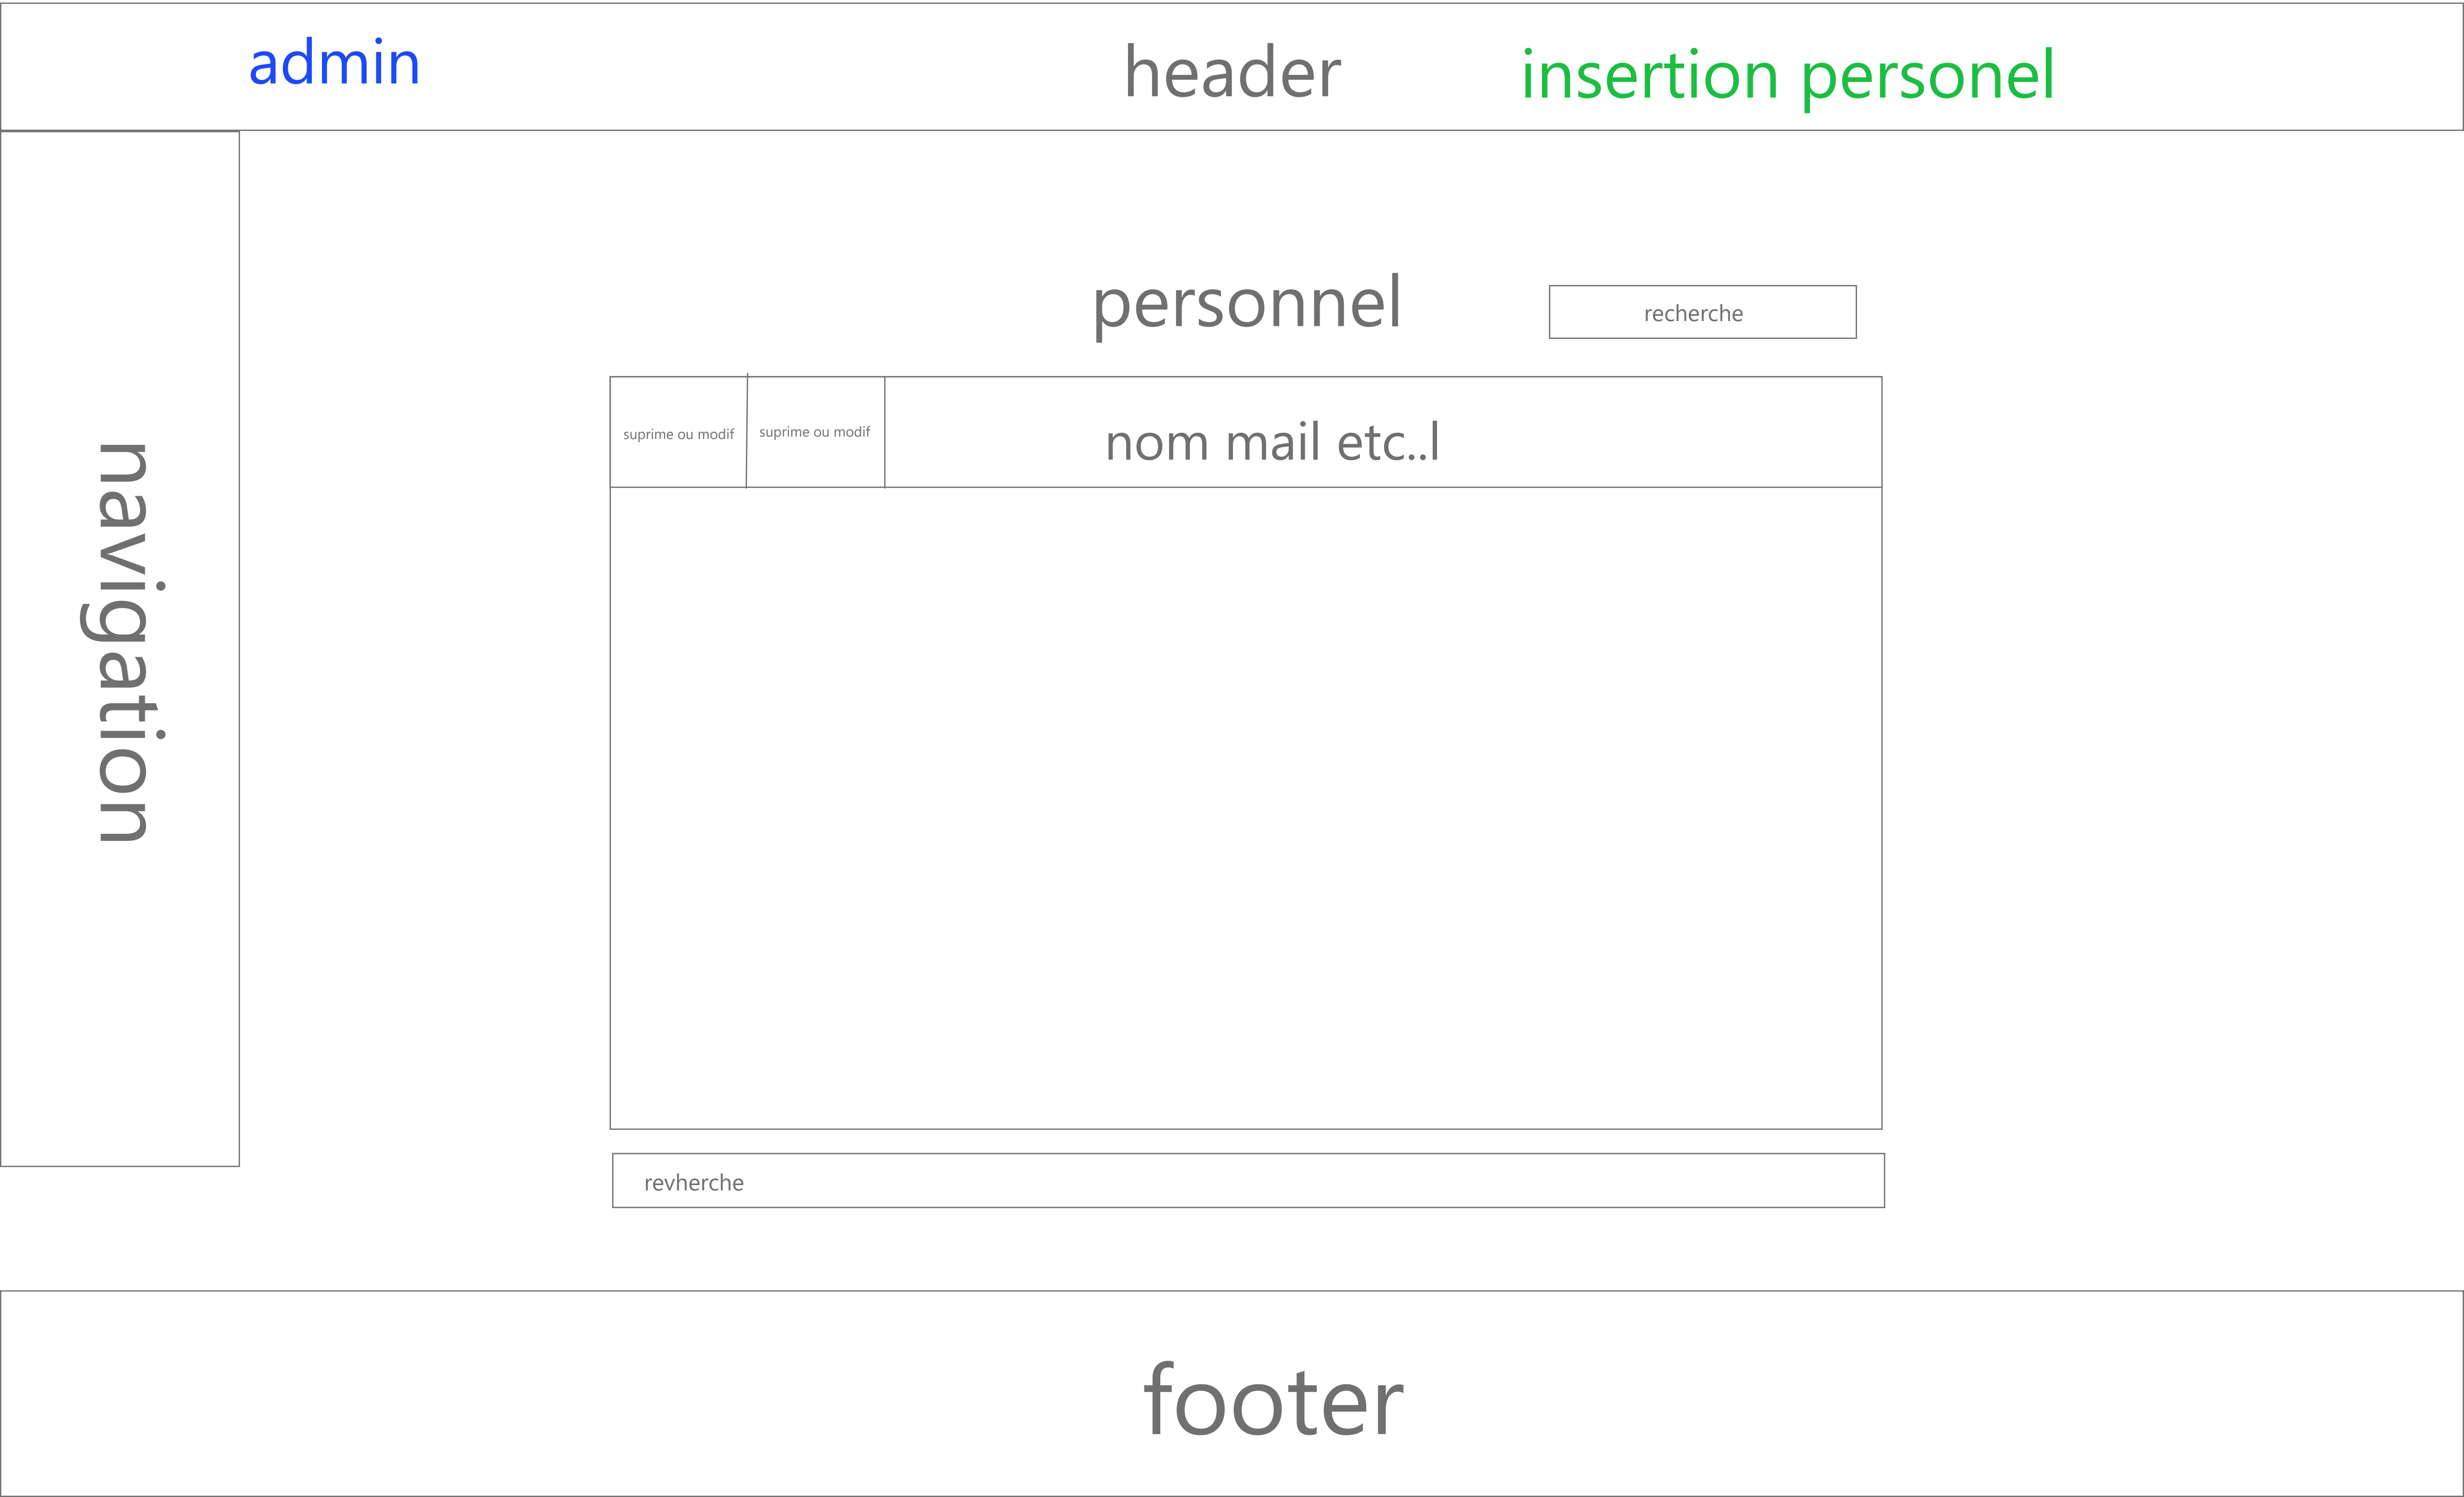 admin
header
insertion personel
navigation
personnel
recherche
suprime ou modif
suprime ou modif
nom mail etc..l
revherche
footer